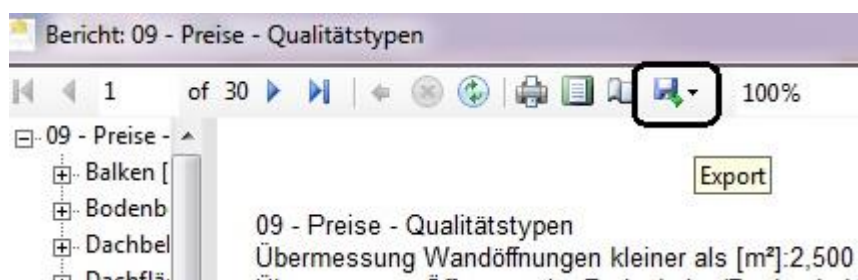 Bericht: 09 - Preise - Qualitätstypen
1 of 30 100%
09 - Preise -
Balken [
Export
Bodenb
09 - Preise - Qualitätstypen
Dachbel
Übermessung Wandöffnungen kleiner als [m²]:2,500